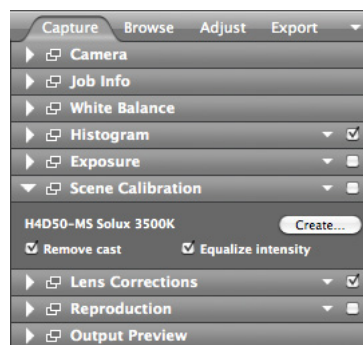 Capture Browse Adjust Export
Camera
Job Info
White Balance
Histogram
Exposure
Scene Calibration
H4D50-MS Solux 3500K Create...
Remove cast Equalize intensity
Lens Corrections
Reproduction
Output Preview